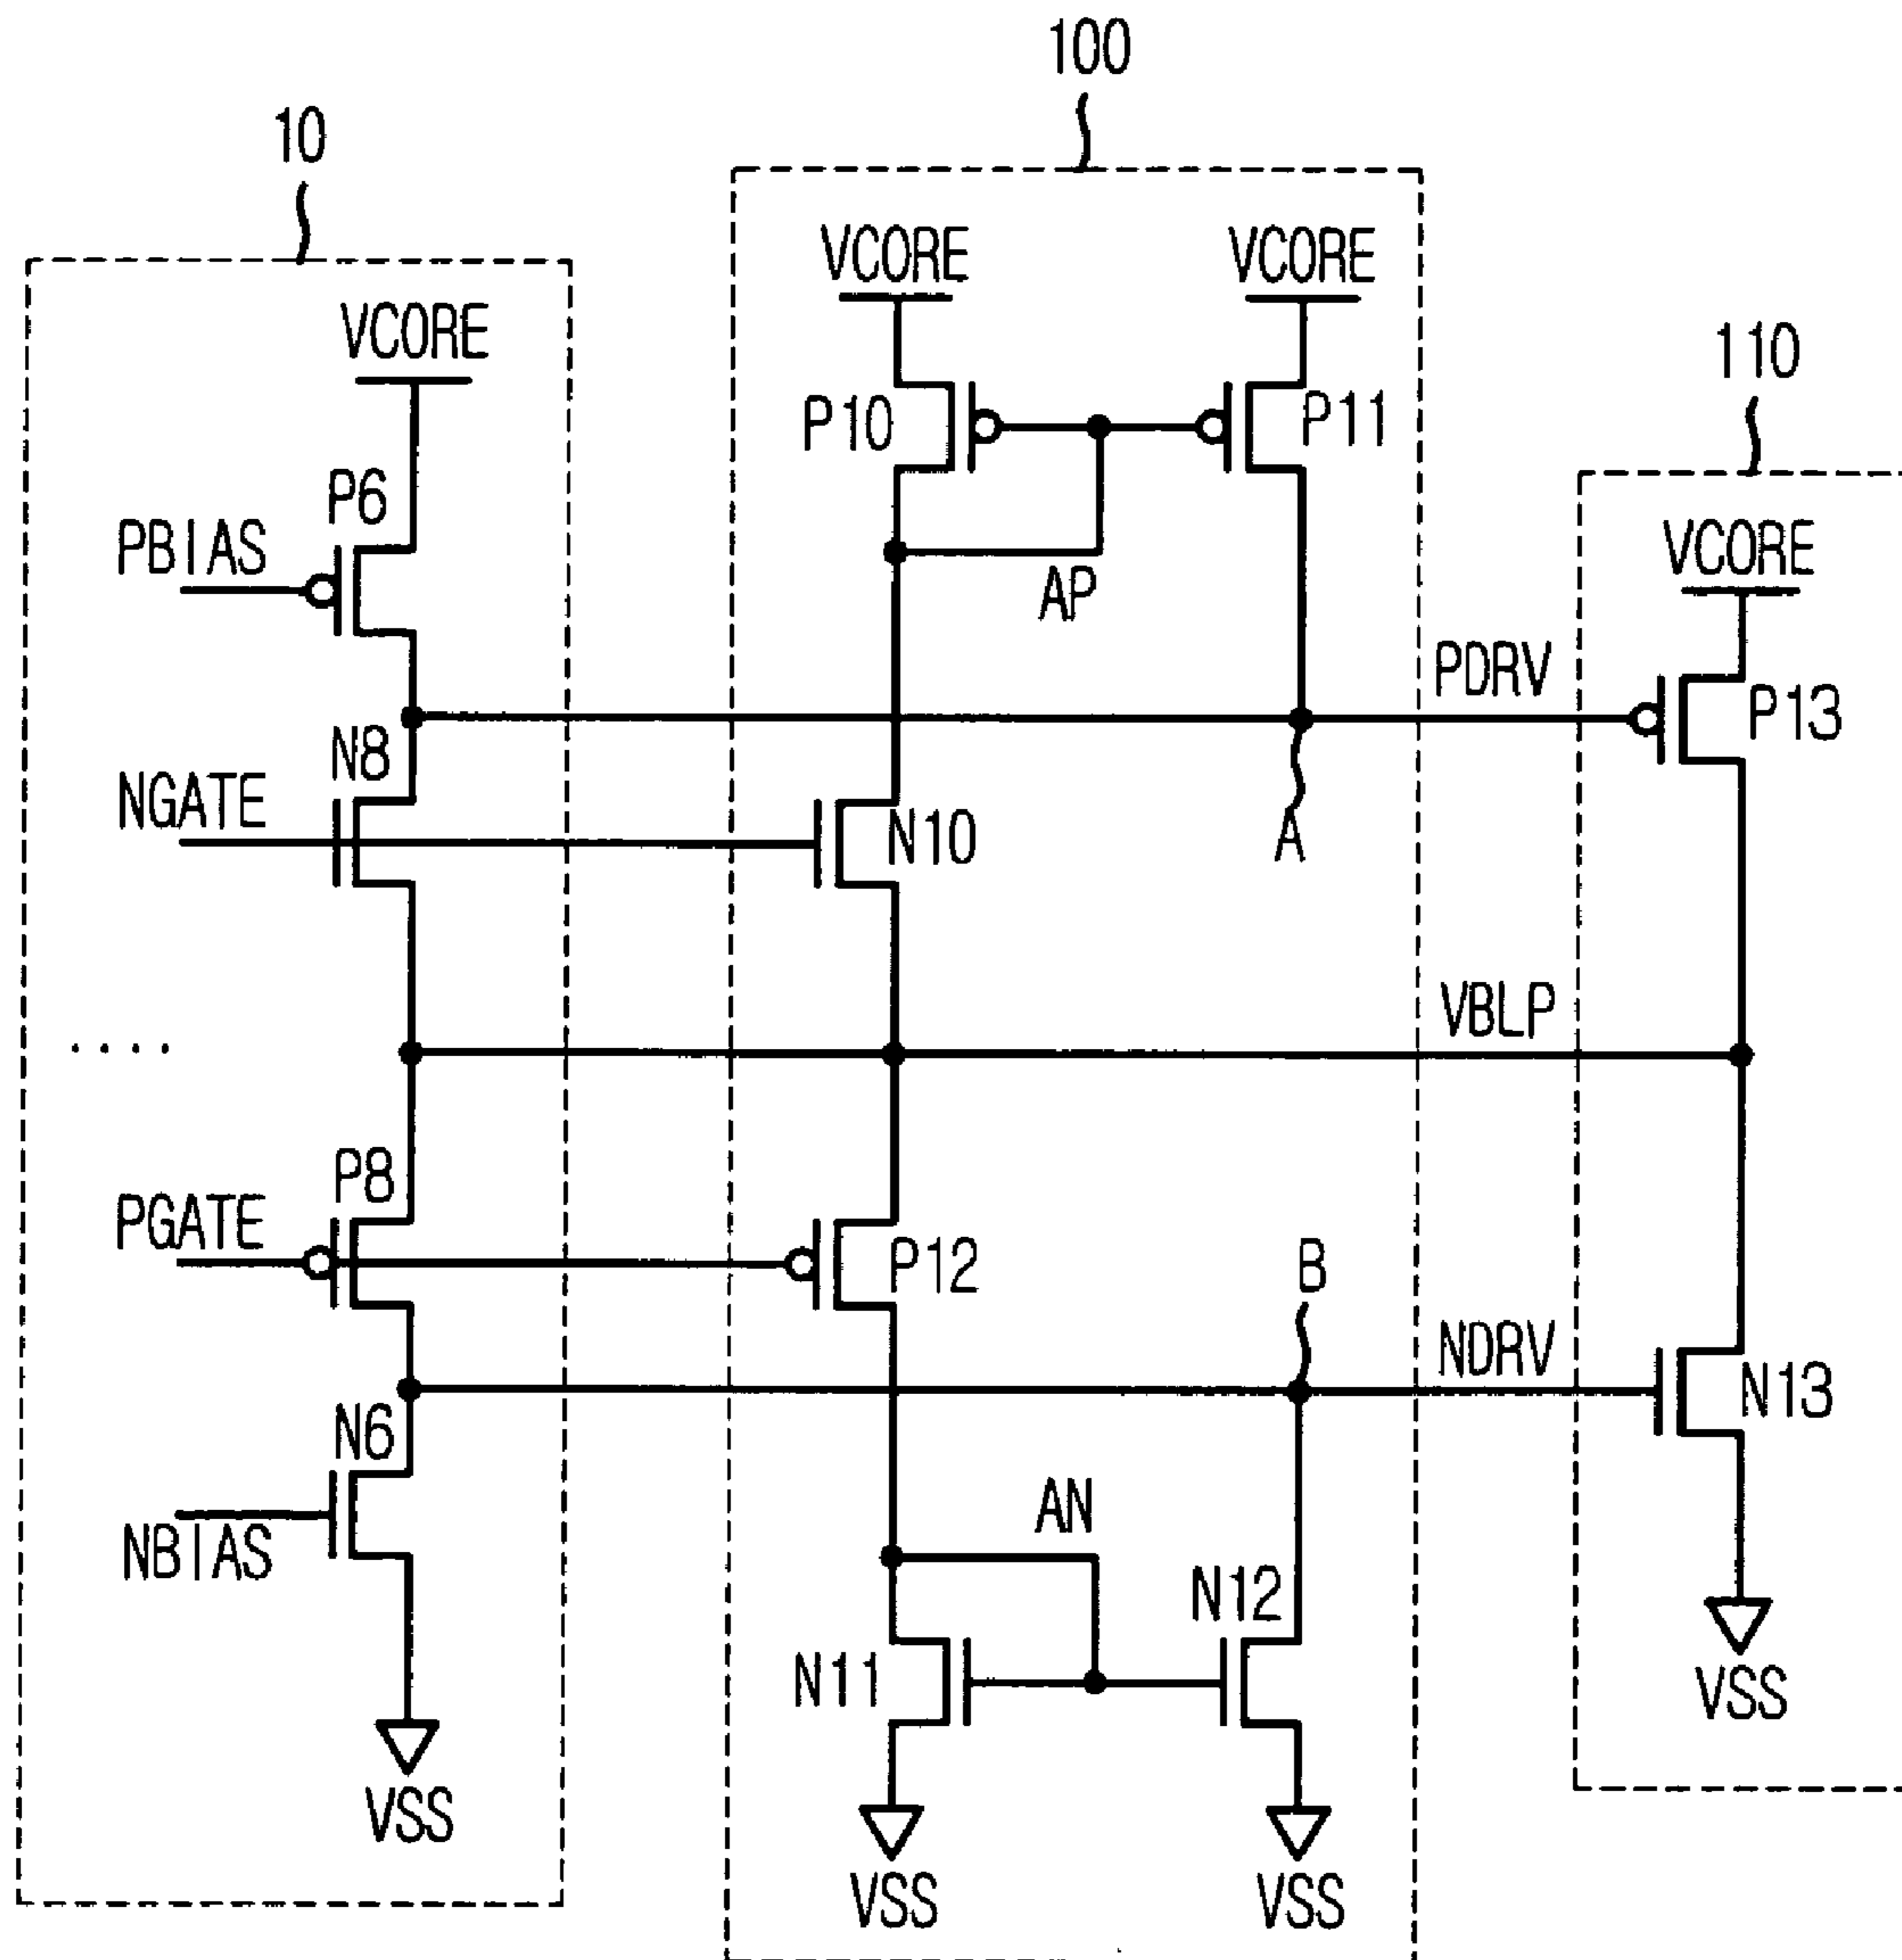 100
10
VCORE
VCORE
VCORE
110
P10
P11
P6
PBIAS
VCORE
AP
PDRV
P13
N8
NGATE
N10
A
VBLP
....
P8
PGATE
P12
B
NDRV
N13
N6
AN
NBIAS
N12
N11
VSS
VSS
VSS
VSS